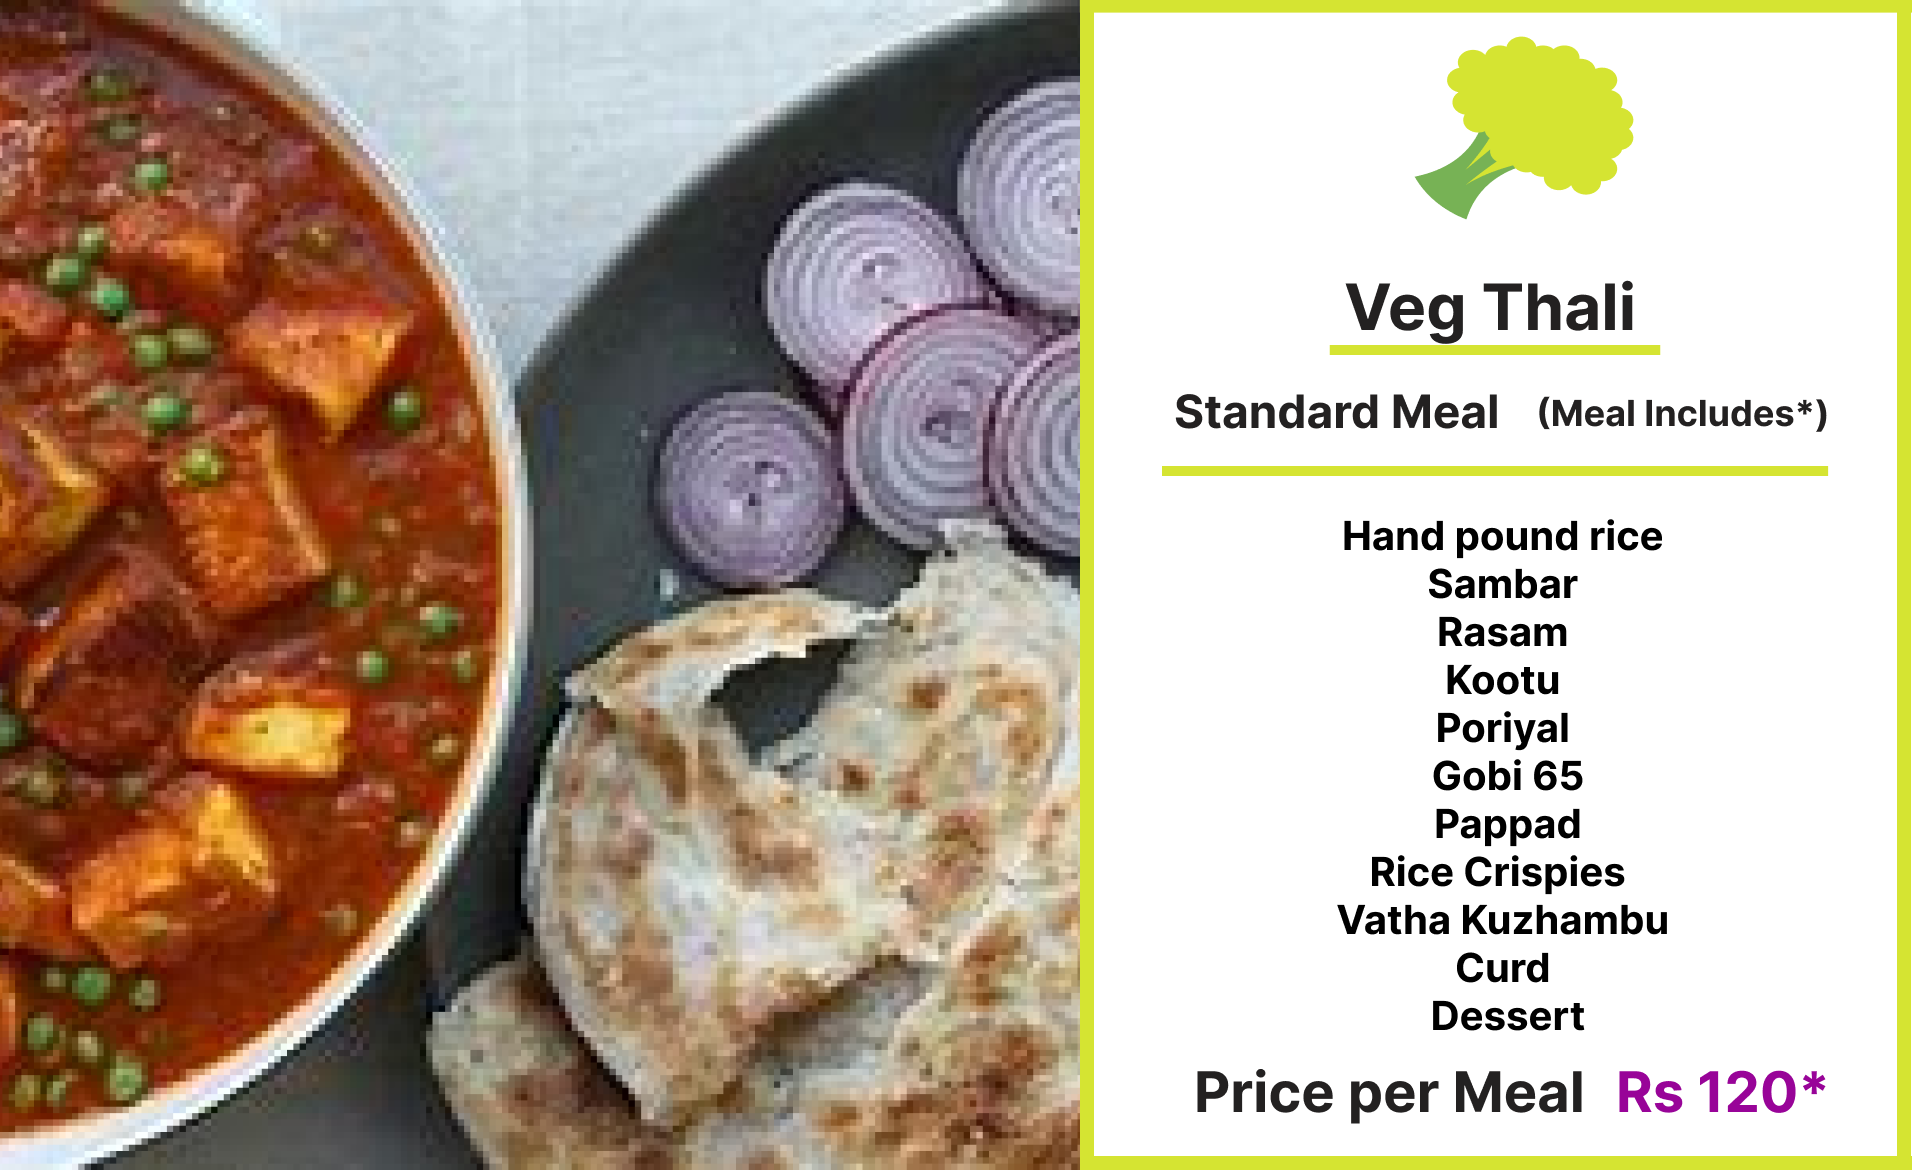 Veg Thali
Standard Meal (Meal Includes*)
Hand pound rice
Sambar
Rasam
Kootu
Poriyal
Gobi 65
Pappad
Rice Crispies
Vatha Kuzhambu
Curd
Dessert
Price per Meal Rs 120*